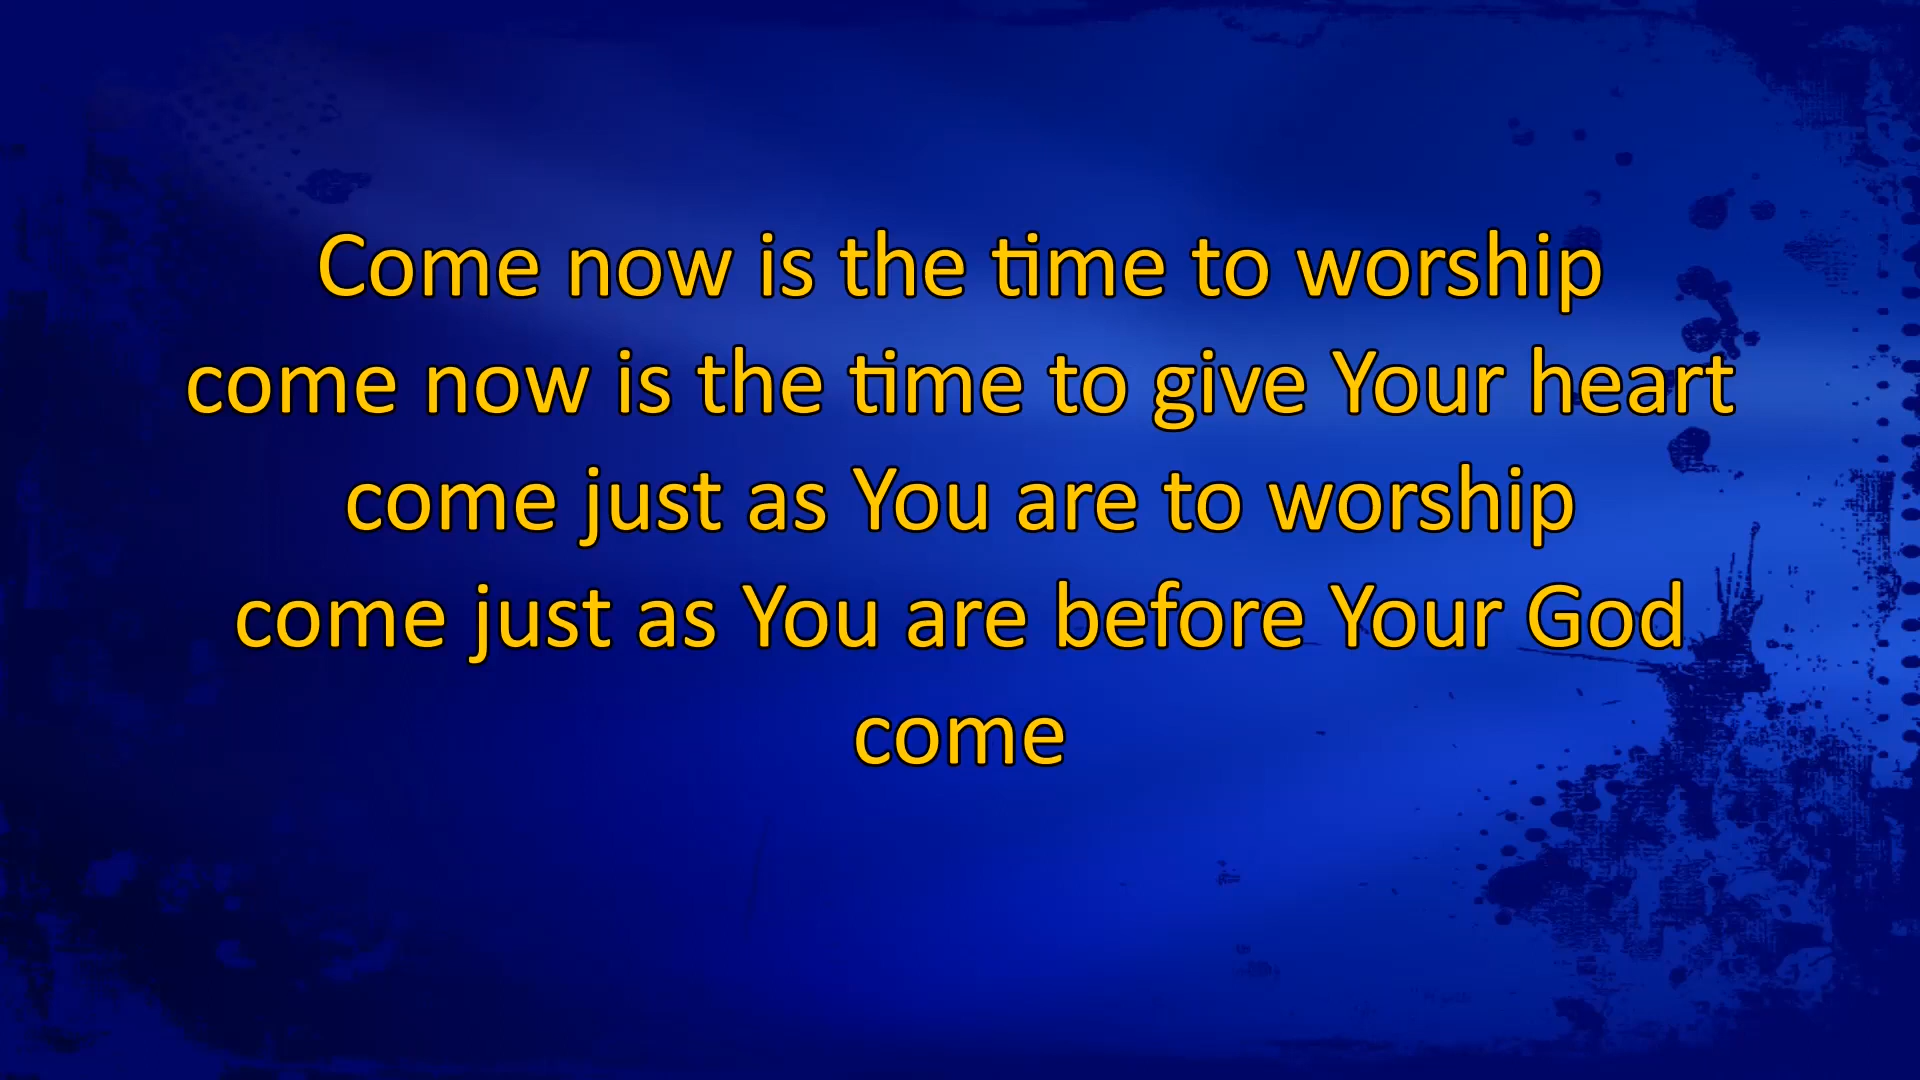 Come now is the time to worship
come now is the time to give Your heart
come just as You are to worship
come just as You are before Your God
come